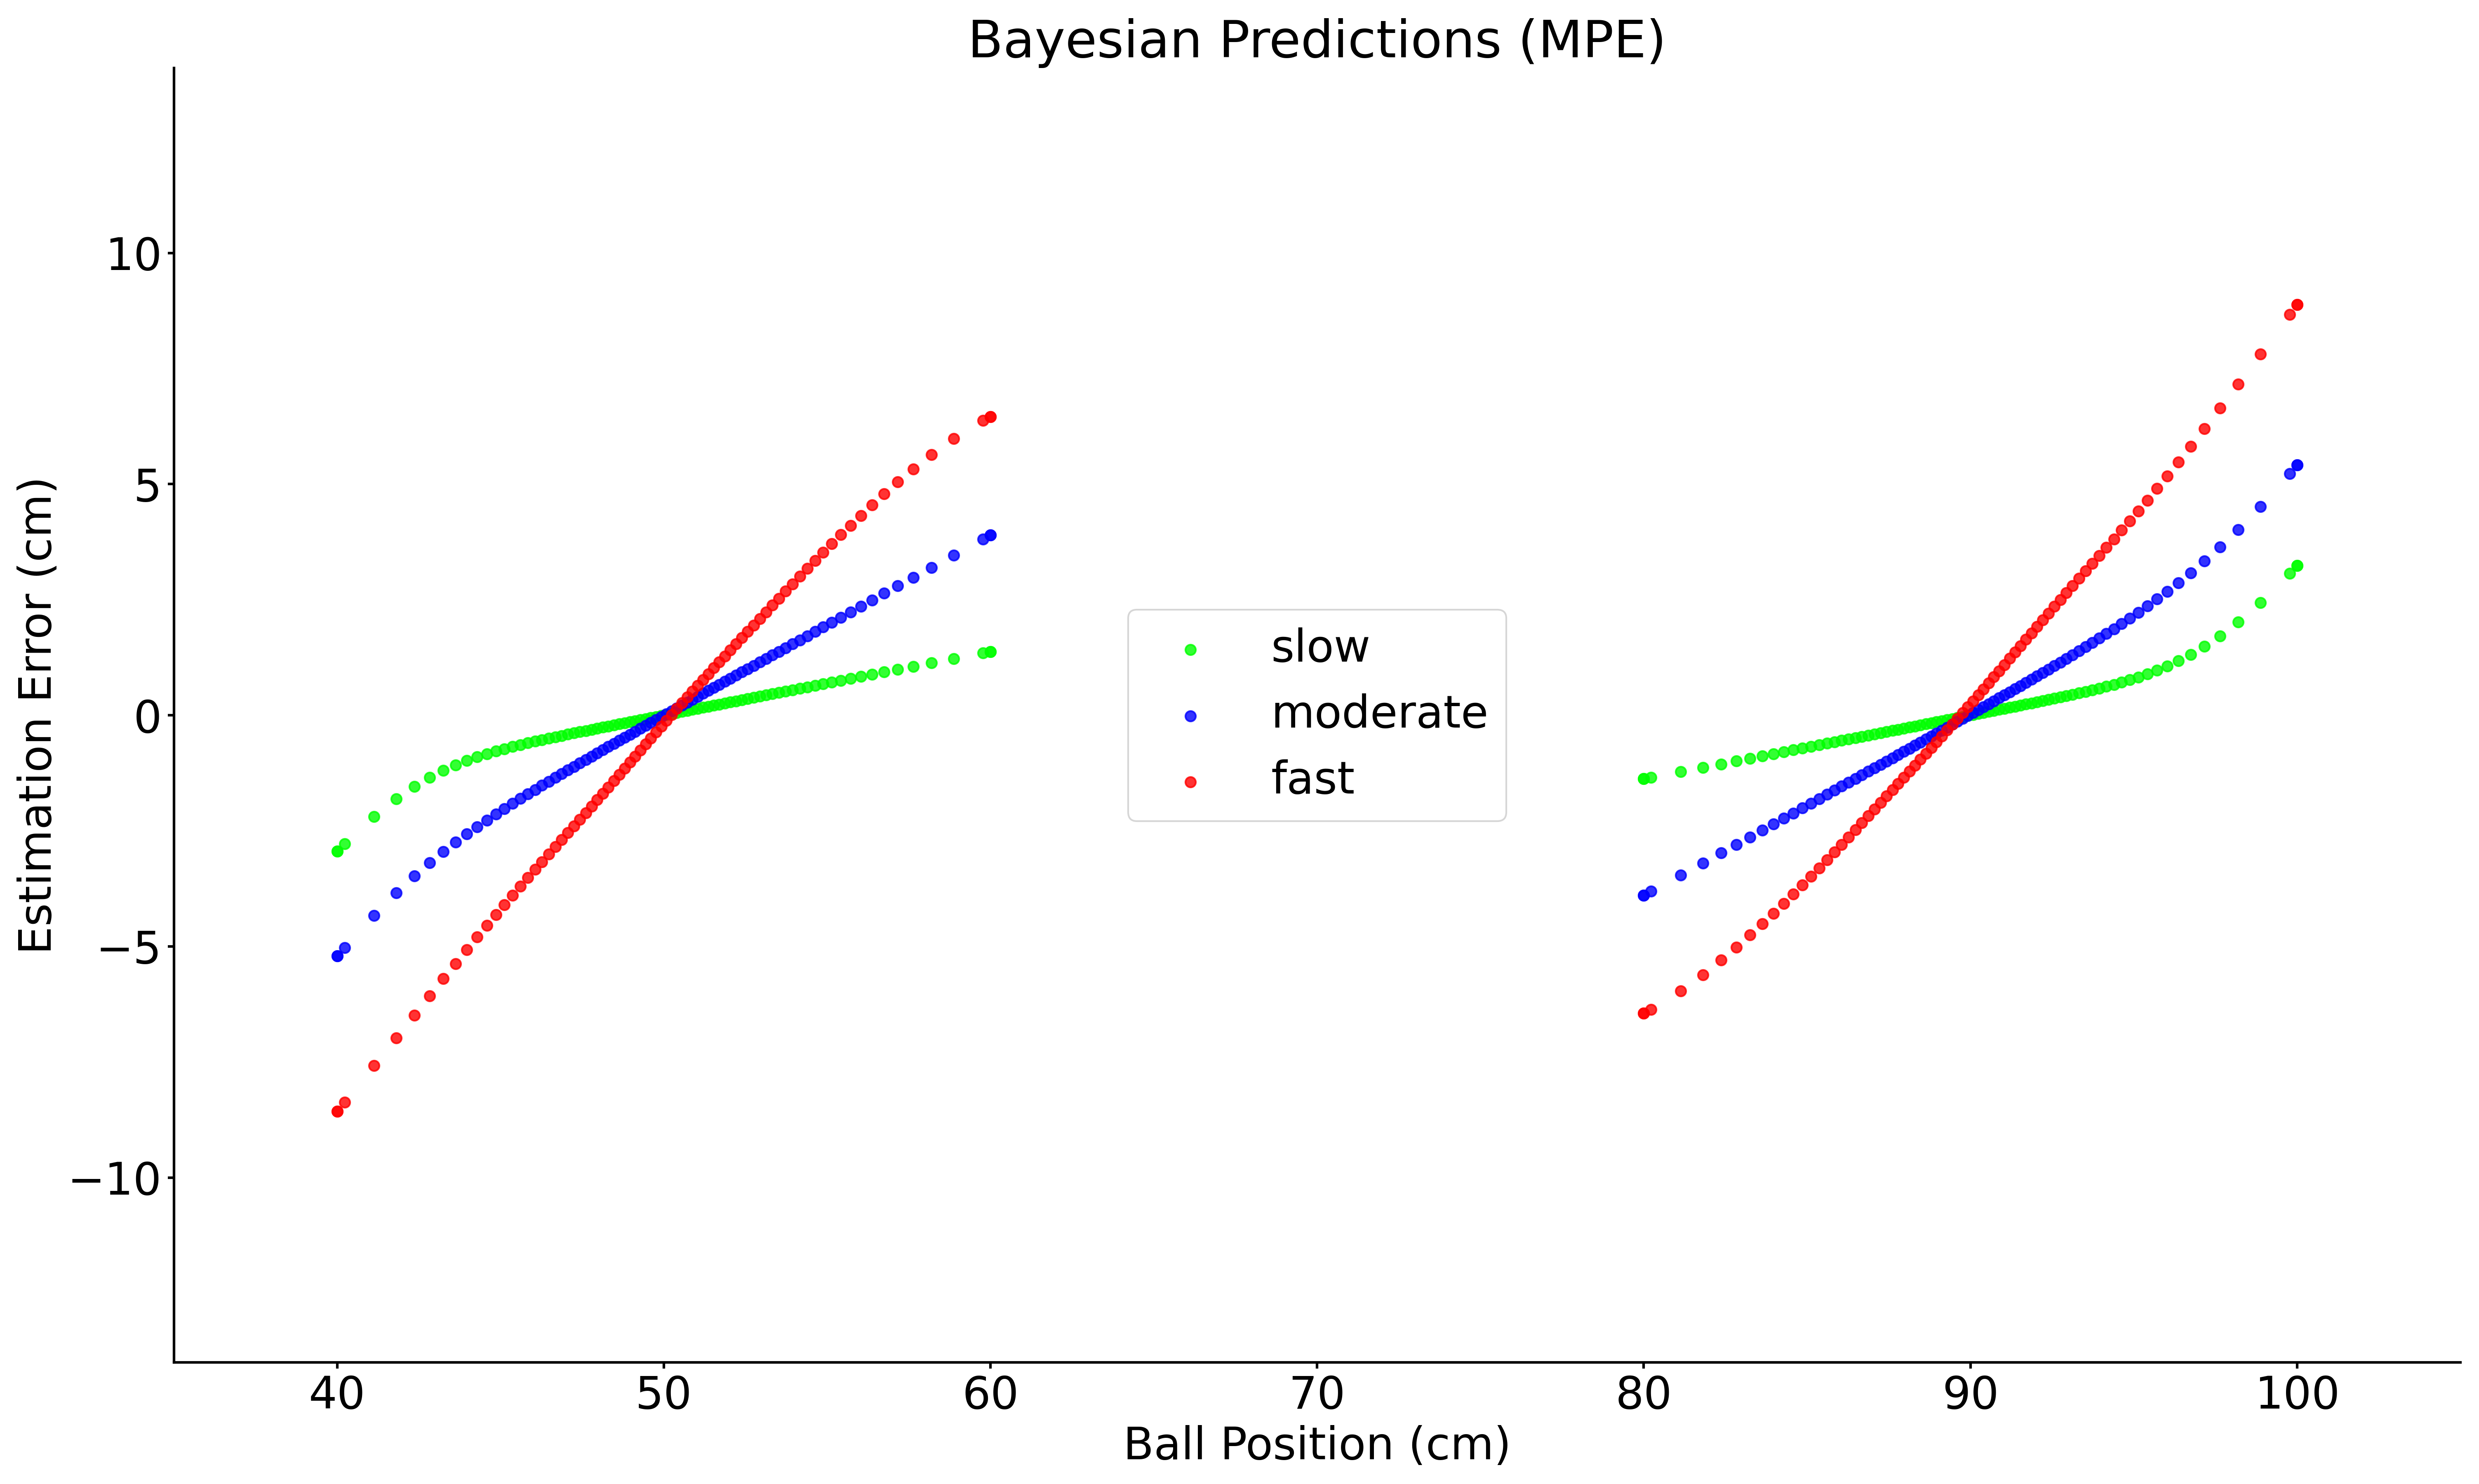 Bayesian Predictions (MPE)
Estimation Error (cm)
10
5
0
−5
−10
slow
moderate
fast
40 50 60 70 80 90 100
Ball Position (cm)